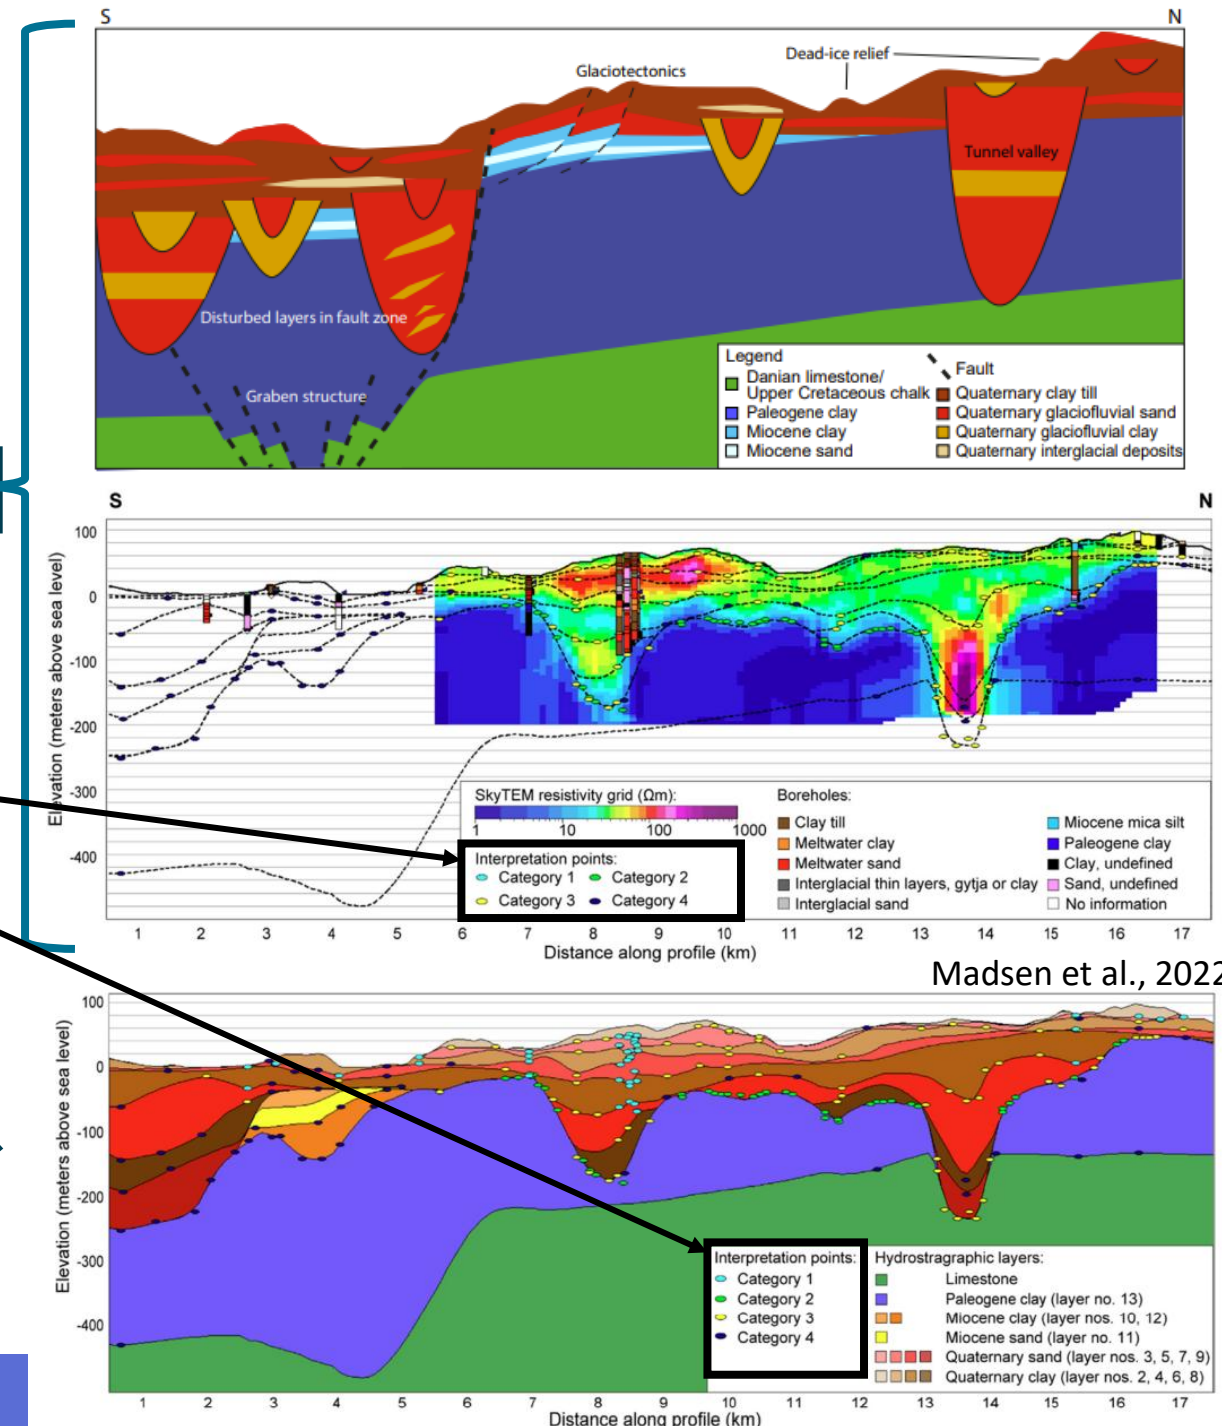 S N
Dead-ice relief
Glaciotectonics
Tunnel valley
Disturbed layers in fault zone
Graben structure
Legend
Danian limestone/
Upper Cretaceous chalk
Paleogene clay
Miocene clay
Miocene sand
Fault
Quaternary clay till
Quaternary glaciofluvial sand
Quaternary glaciofluvial clay
Quaternary interglacial deposits
S N
Elevation (meters above sea level)
100
0
-100
-200
-300
-400
SkyTEM resistivity grid (Ωm):
1 10 100 1000
Interpretation points:
Category 1 Category 2
Category 3 Category 4
Boreholes:
Clay till
Meltwater clay
Meltwater sand
Interglacial thin layers, gytja or clay
Interglacial sand
Miocene mica silt
Paleogene clay
Clay, undefined
Sand, undefined
No information
1 2 3 4 5 6 7 8 9 10 11 12 13 14 15 16 17
Distance along profile (km)
Madsen et al., 2022
Elevation (meters above sea level)
100
0
-100
-200
-300
-400
Interpretation points:
Category 1
Category 2
Category 3
Category 4
Hydrostragraphic layers:
Limestone
Paleogene clay (layer no. 13)
Miocene clay (layer nos. 10, 12)
Miocene sand (layer no. 11)
Quaternary sand (layer nos. 3, 5, 7, 9)
Quaternary clay (layer nos. 2, 4, 6, 8)
1 2 3 4 5 6 7 8 9 10 11 12 13 14 15 16 17
Distance along profile (km)